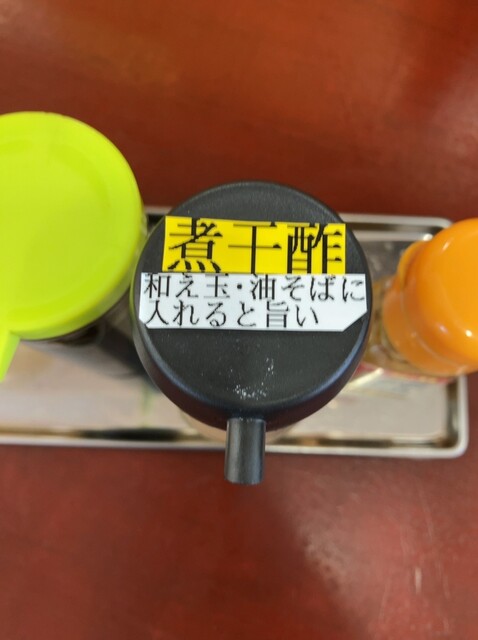 煮干酢
和え玉・油そばに
入れると旨い